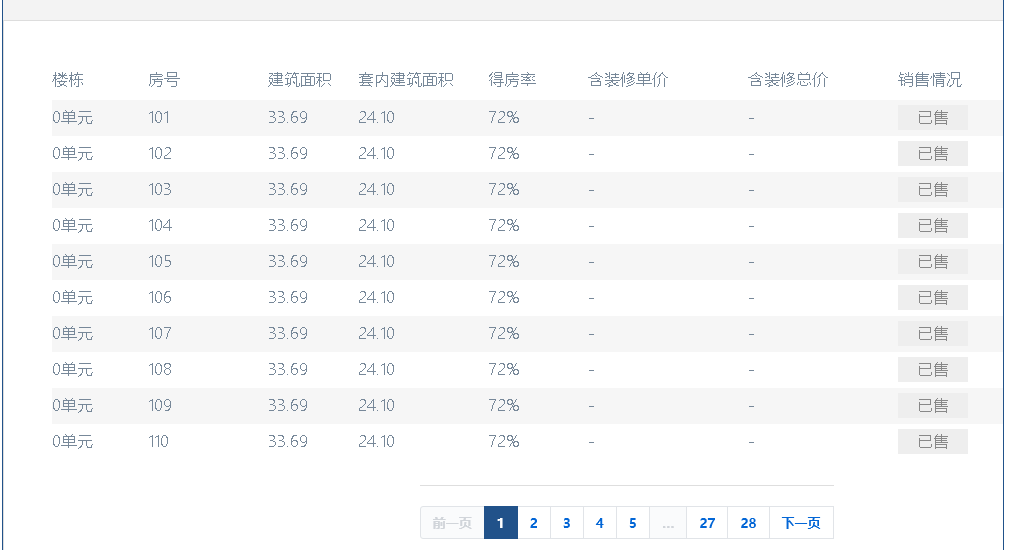 楼栋 房号 建筑面积 套内建筑面积 得房率 含装修单价 含装修总价 销售情况
0单元 101 33.69 24.10 72% - - 已售
0单元 102 33.69 24.10 72% - - 已售
0单元 103 33.69 24.10 72% - - 已售
0单元 104 33.69 24.10 72% - - 已售
0单元 105 33.69 24.10 72% - - 已售
0单元 106 33.69 24.10 72% - - 已售
0单元 107 33.69 24.10 72% - - 已售
0单元 108 33.69 24.10 72% - - 已售
0单元 109 33.69 24.10 72% - - 已售
0单元 110 33.69 24.10 72% - - 已售
前一页 1 2 3 4 5 ... 27 28 下一页